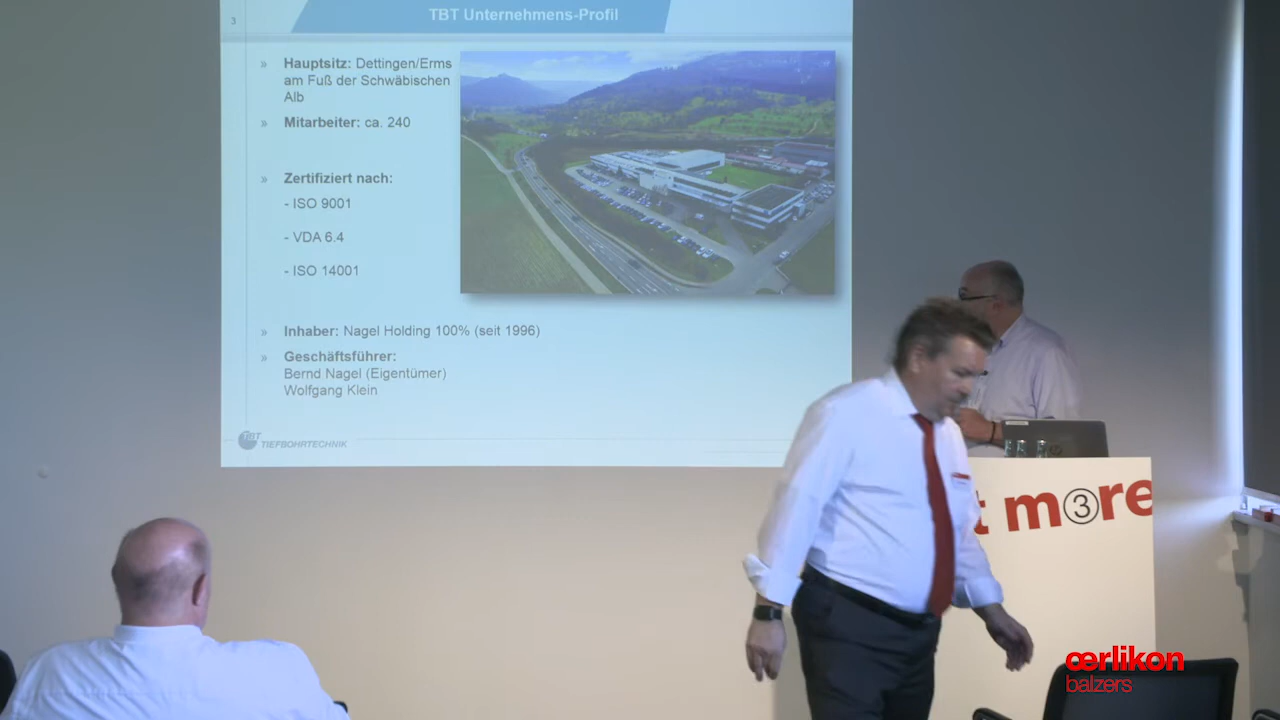 3
TBT Unternehmens-Profil
» Hauptsitz: Dettingen/Erms
am Fuß der Schwäbischen
Alb
» Mitarbeiter: ca. 240
» Zertifiziert nach:
- ISO 9001
- VDA 6.4
- ISO 14001
» Inhaber: Nagel Holding 100% (seit 1996)
» Geschäftsführer:
Bernd Nagel (Eigentümer)
Wolfgang Klein
TBT TIEFBOHRTECHNIK
t m3re
œrlikon
balzers